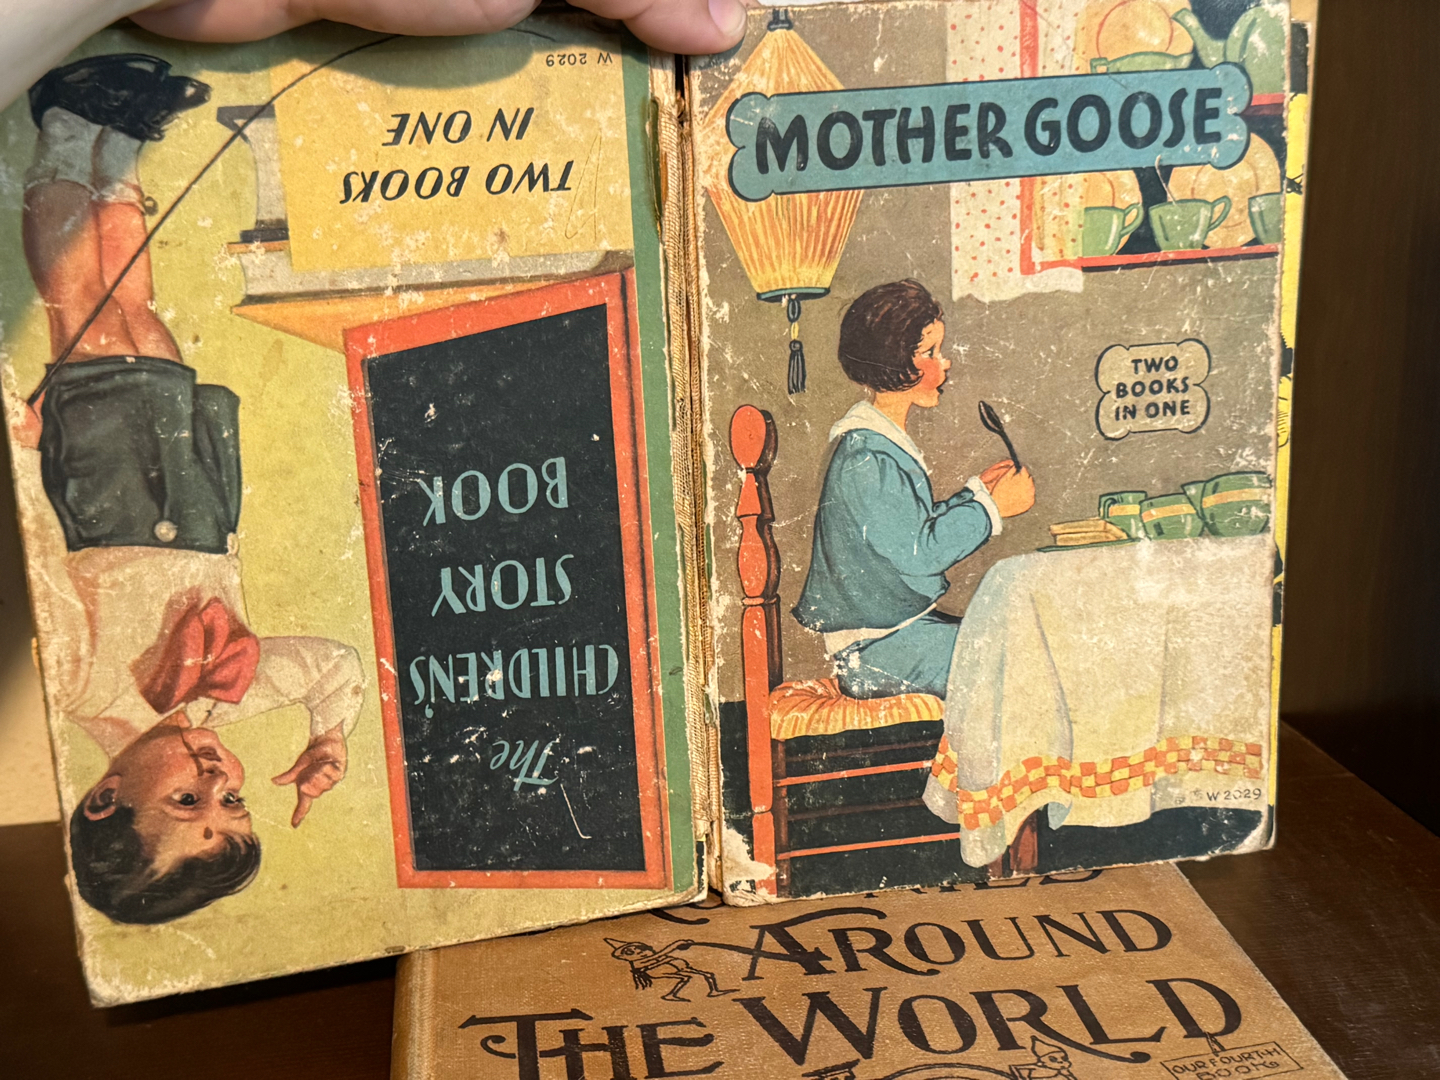 W 2029
TWO BOOKS
IN ONE
The
CHILDREN'S
STORY
BOOK
MOTHER GOOSE
TWO
BOOKS
IN ONE
W 2029
AROUND
THE WORLD
OUR FOURTH
BOOK